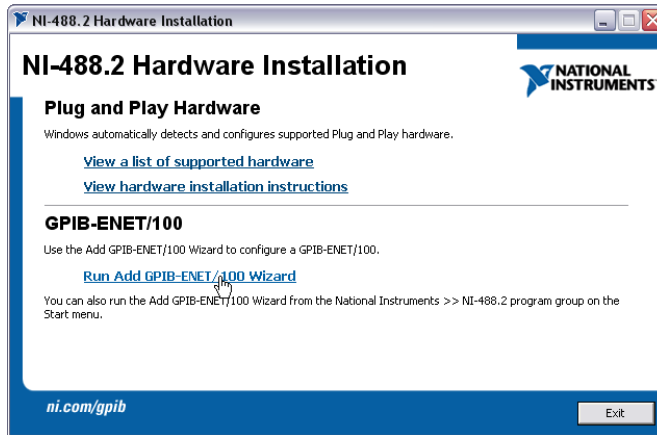 NI-488.2 Hardware Installation
NI-488.2 Hardware Installation
NATIONAL
INSTRUMENTS
Plug and Play Hardware
Windows automatically detects and configures supported Plug and Play hardware.
View a list of supported hardware
View hardware installation instructions
GPIB-ENET/100
Use the Add GPIB-ENET/100 Wizard to configure a GPIB-ENET/100.
Run Add GPIB-ENET/100 Wizard
You can also run the Add GPIB-ENET/100 Wizard from the National Instruments >> NI-488.2 program group on the
Start menu.
ni.com/gpib
Exit